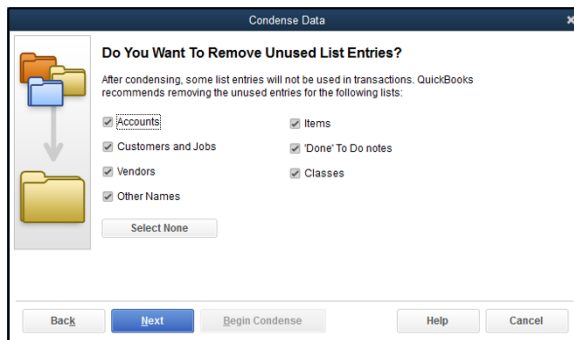 Condense Data
Do You Want To Remove Unused List Entries?
After condensing, some list entries will not be used in transactions. QuickBooks
recommends removing the unused entries for the following lists:
Accounts
Items
Customers and Jobs
'Done' To Do notes
Vendors
Classes
Other Names
Select None
Back
Next
Begin Condense
Help
Cancel